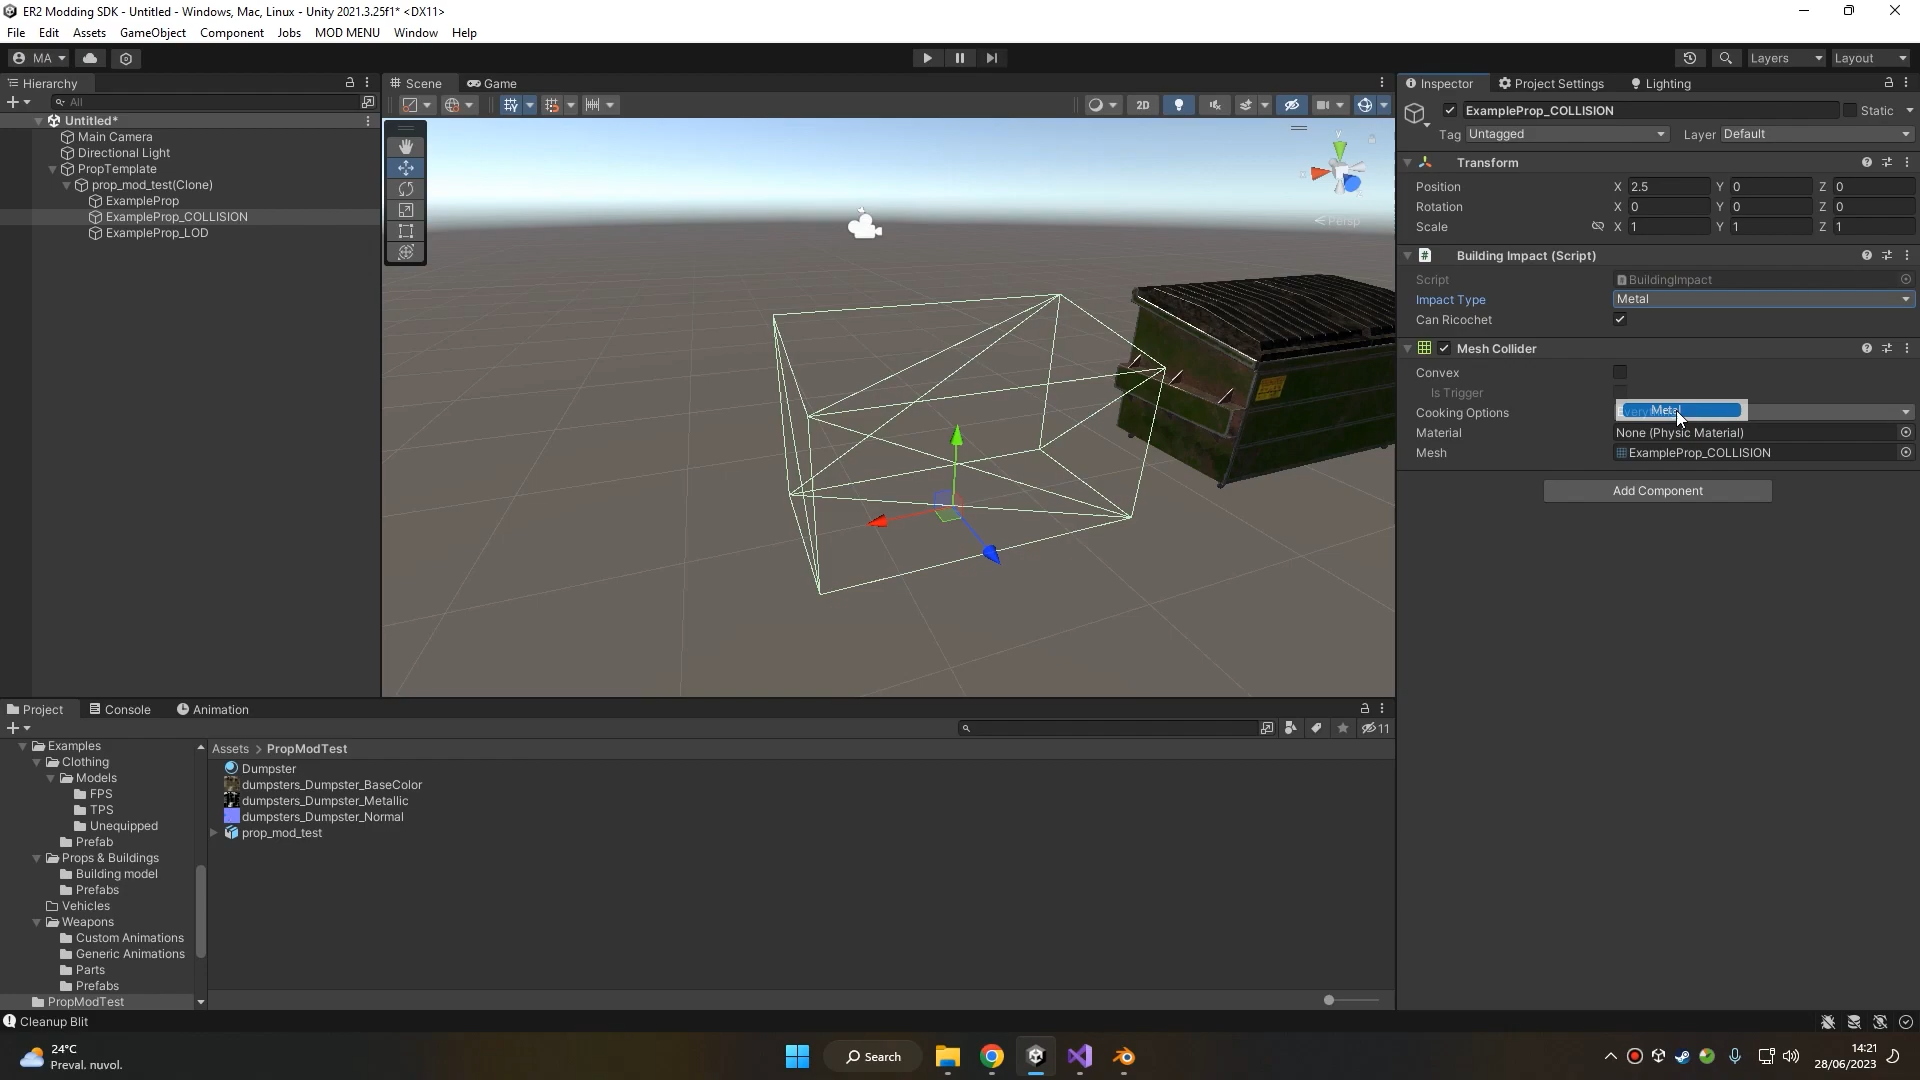 ER2 Modding SDK - Untitled - Windows, Mac, Linux - Unity 2021.3.25f1* <DX11>
File Edit Assets GameObject Component Jobs MOD MENU Window Help
MA
Layers
Layout
Hierarchy
All
Untitled*
Main Camera
Directional Light
PropTemplate
prop_mod_test(Clone)
ExampleProp
ExampleProp_COLLISION
ExampleProp_LOD
Scene
Game
2D
y
Persp
Inspector
Project Settings
Lighting
ExampleProp_COLLISION
Static
Tag Untagged
Layer Default
Transform
Position X 2.5 Y 0 Z 0
Rotation X 0 Y 0 Z 0
Scale X 1 Y 1 Z 1
Building Impact (Script)
Script BuildingImpact
Impact Type Metal
Can Ricochet
Mesh Collider
Convex
Is Trigger
Cooking Options Metal
Material None (Physic Material)
Mesh ExampleProp_COLLISION
Add Component
Project
Console
Animation
11
Examples
Clothing
Models
FPS
TPS
Unequipped
Prefab
Props & Buildings
Building model
Prefabs
Vehicles
Weapons
Custom Animations
Generic Animations
Parts
Prefabs
PropModTest
Assets > PropModTest
Dumpster
dumpsters_Dumpster_BaseColor
dumpsters_Dumpster_Metallic
dumpsters_Dumpster_Normal
prop_mod_test
Cleanup Blit
24°C
Preval. nuvol.
Search
14:21
28/06/2023